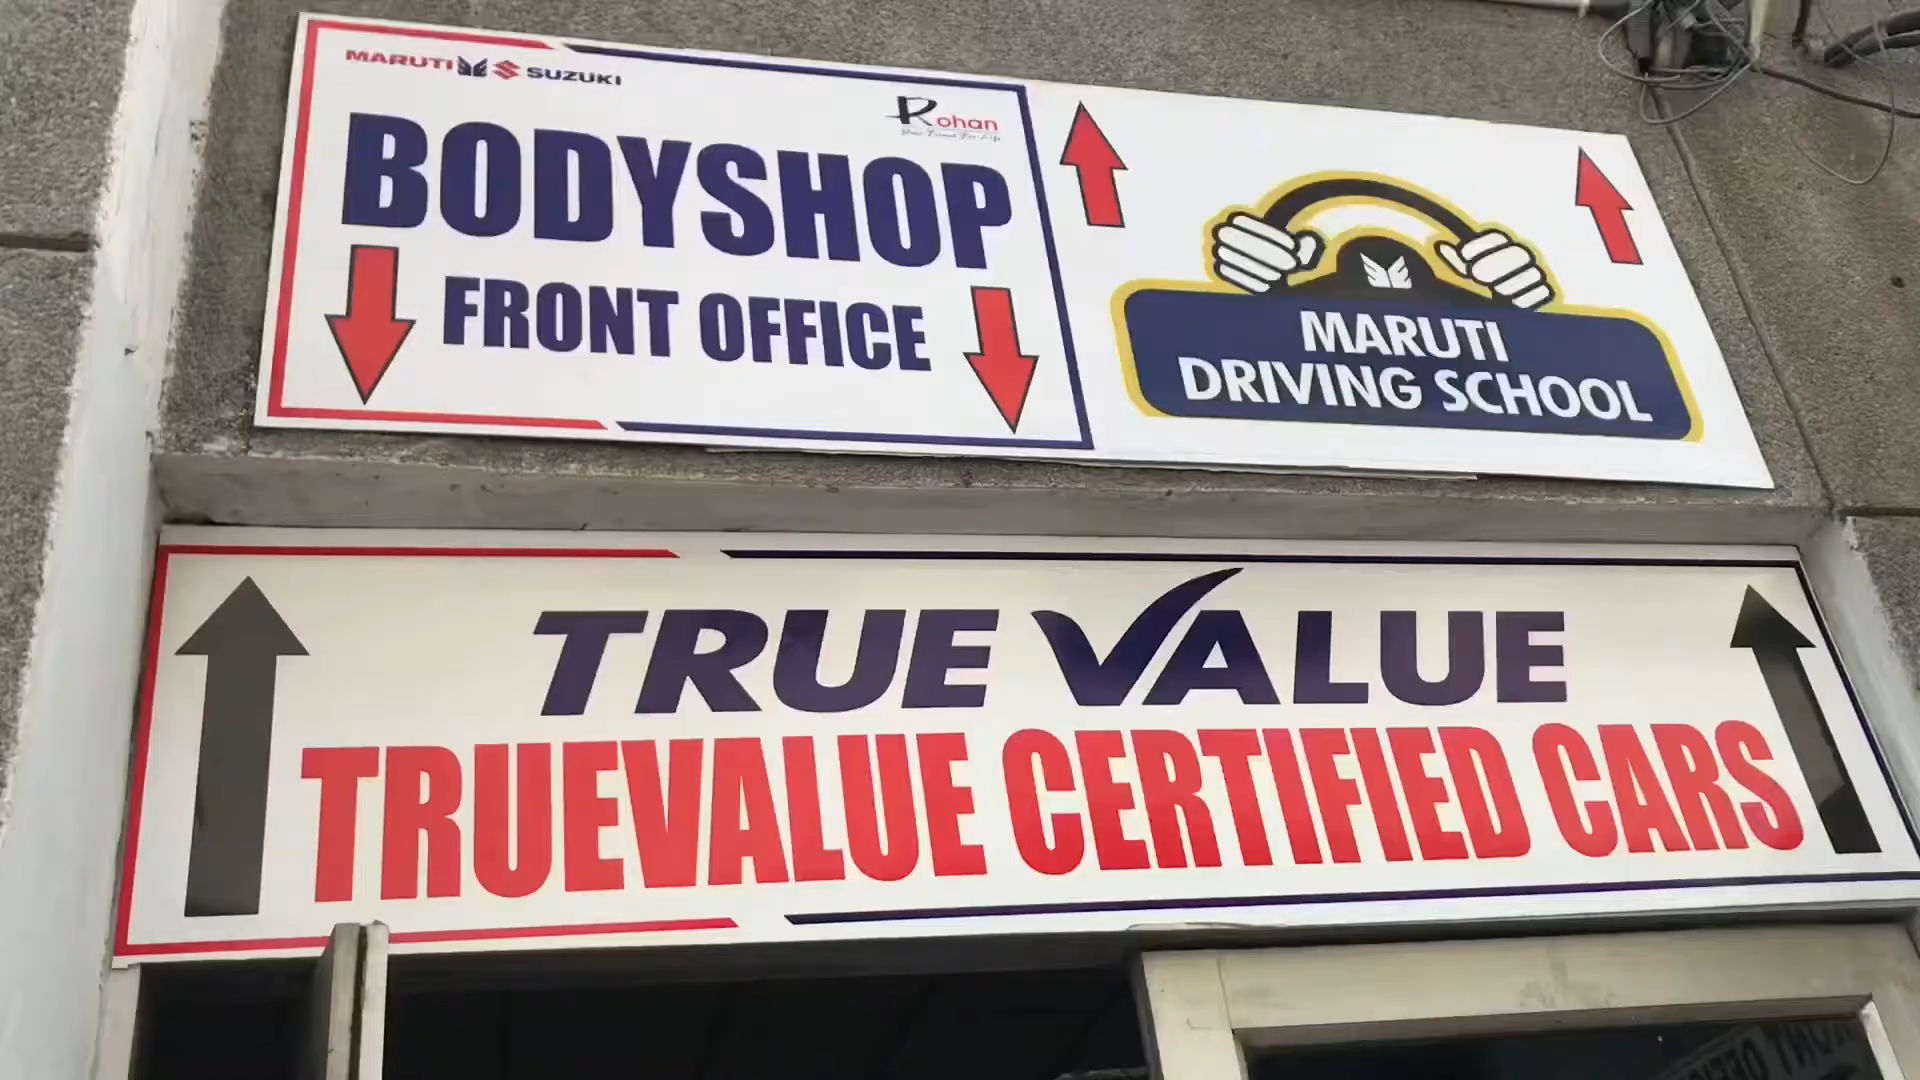 MARUTI SUZUKI
Rohan
BODYSHOP
FRONT OFFICE
MARUTI
DRIVING SCHOOL
TRUE VALUE
TRUEVALUE CERTIFIED CARS